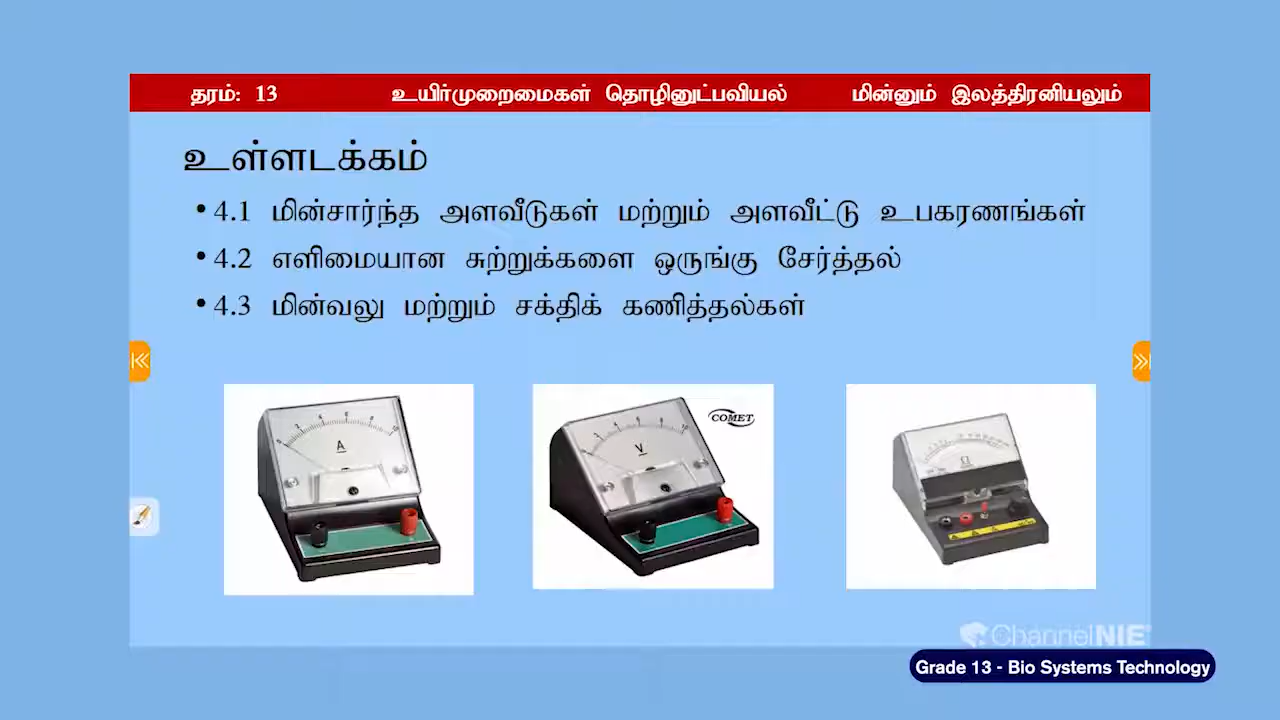 தரம்: 13 உயிர்முறைமைகள் தொழினுட்பவியல் மின்னும் இலத்திரனியலும்
உள்ளடக்கம்
•4.1 மின்சார்ந்த அளவீடுகள் மற்றும் அளவீட்டு உபகரணங்கள்
•4.2 எளிமையான சுற்றுக்களை ஒருங்கு சேர்த்தல்
•4.3 மின்வலு மற்றும் சக்திக் கணித்தல்கள்
A
V
COMET
Ω
ChannelNIE
Grade 13 - Bio Systems Technology